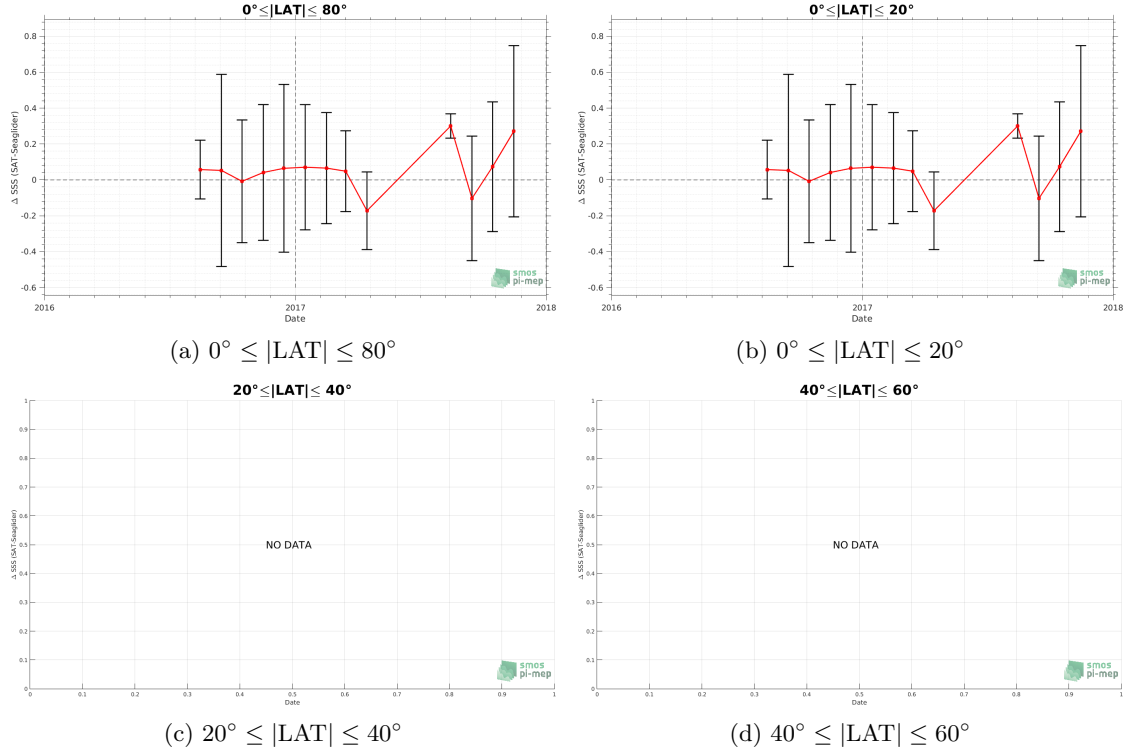 0°≤|LAT|≤ 80°
Δ SSS (SAT-Seaglider)
0.8
0.6
0.4
0.2
0
-0.2
-0.4
-0.6
2016
2017
2018
Date
smos
pi-mep
(a) 0° ≤ |LAT| ≤ 80°
0°≤|LAT|≤ 20°
Δ SSS (SAT-Seaglider)
0.8
0.6
0.4
0.2
0
-0.2
-0.4
-0.6
2016
2017
2018
Date
smos
pi-mep
(b) 0° ≤ |LAT| ≤ 20°
20°≤|LAT|≤ 40°
Δ SSS (SAT-Seaglider)
1
0.9
0.8
0.7
0.6
0.5
0.4
0.3
0.2
0.1
0
NO DATA
0 0.1 0.2 0.3 0.4 0.5 0.6 0.7 0.8 0.9 1
Date
smos
pi-mep
(c) 20° ≤ |LAT| ≤ 40°
40°≤|LAT|≤ 60°
Δ SSS (SAT-Seaglider)
1
0.9
0.8
0.7
0.6
0.5
0.4
0.3
0.2
0.1
0
NO DATA
0 0.1 0.2 0.3 0.4 0.5 0.6 0.7 0.8 0.9 1
Date
smos
pi-mep
(d) 40° ≤ |LAT| ≤ 60°